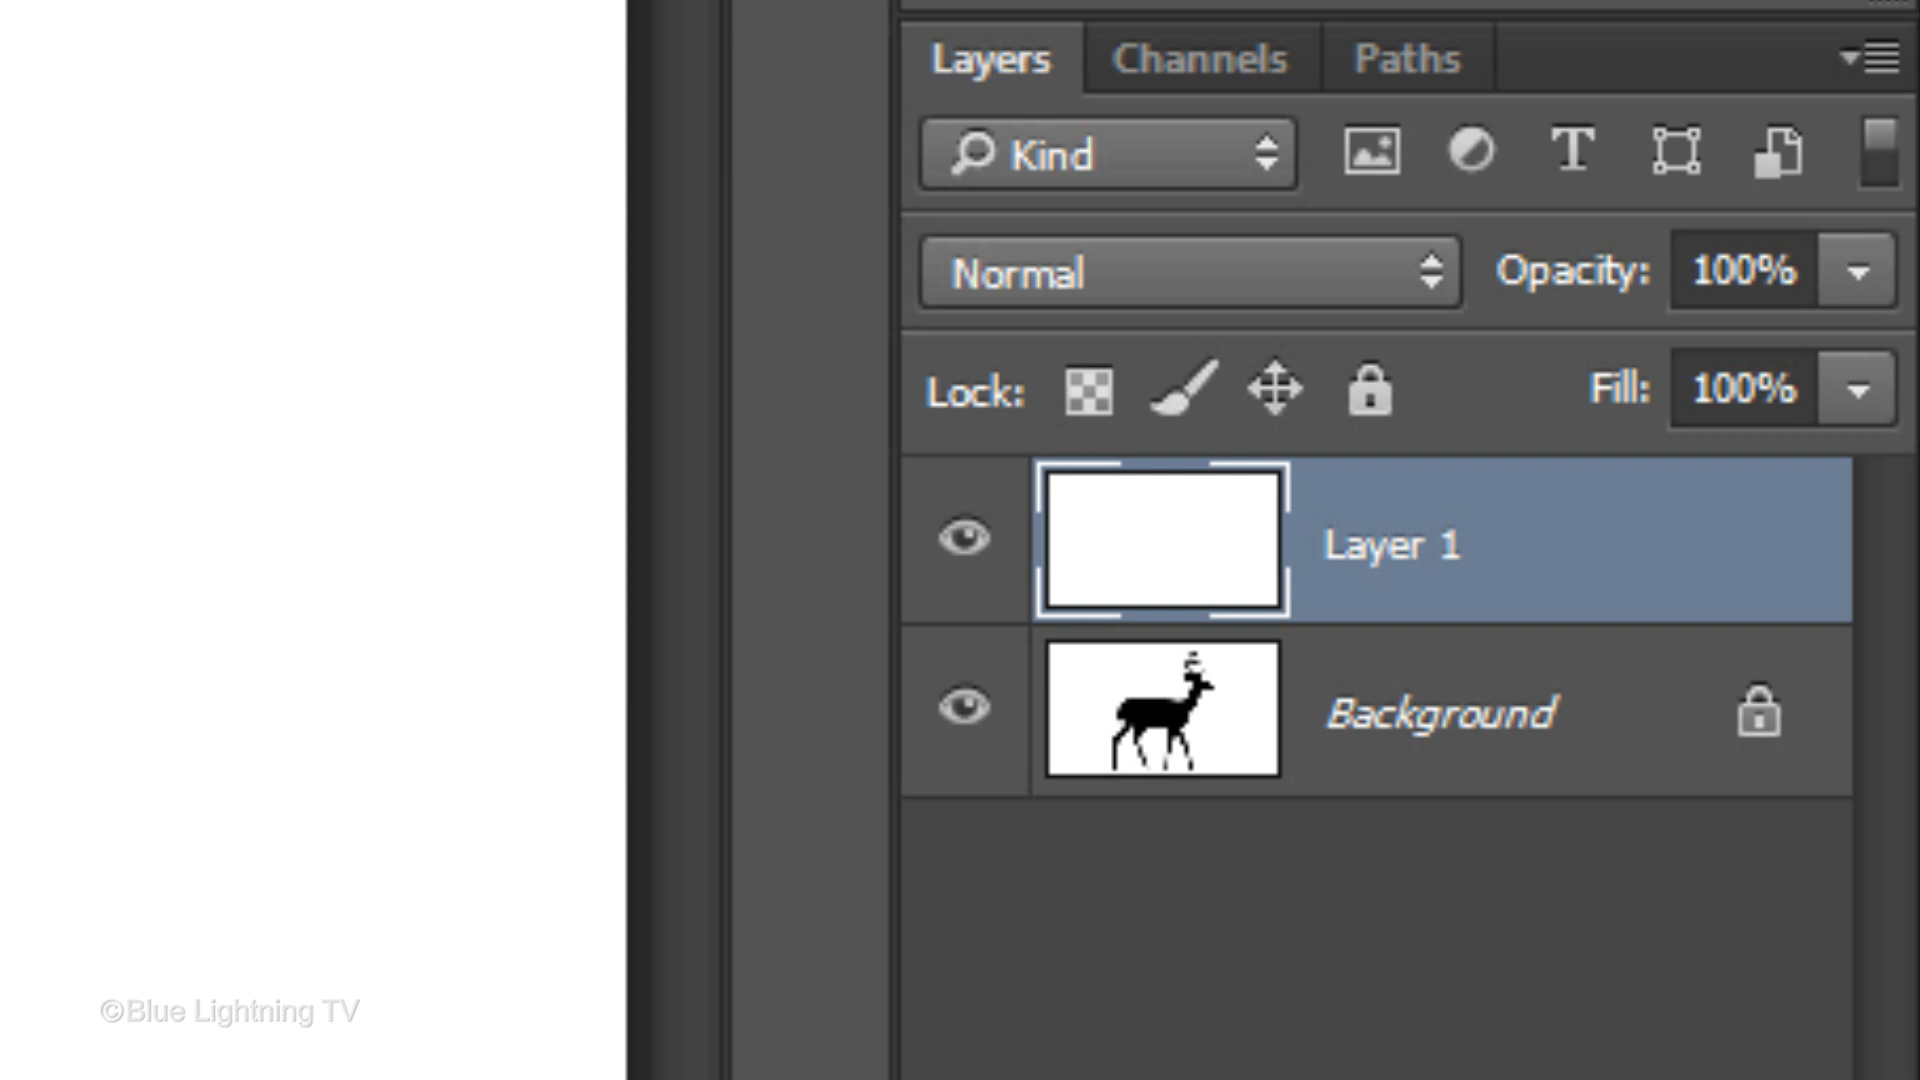 Layers Channels Paths
Kind T
Normal Opacity: 100%
Lock: Fill: 100%
Layer 1
Background
©Blue Lightning TV